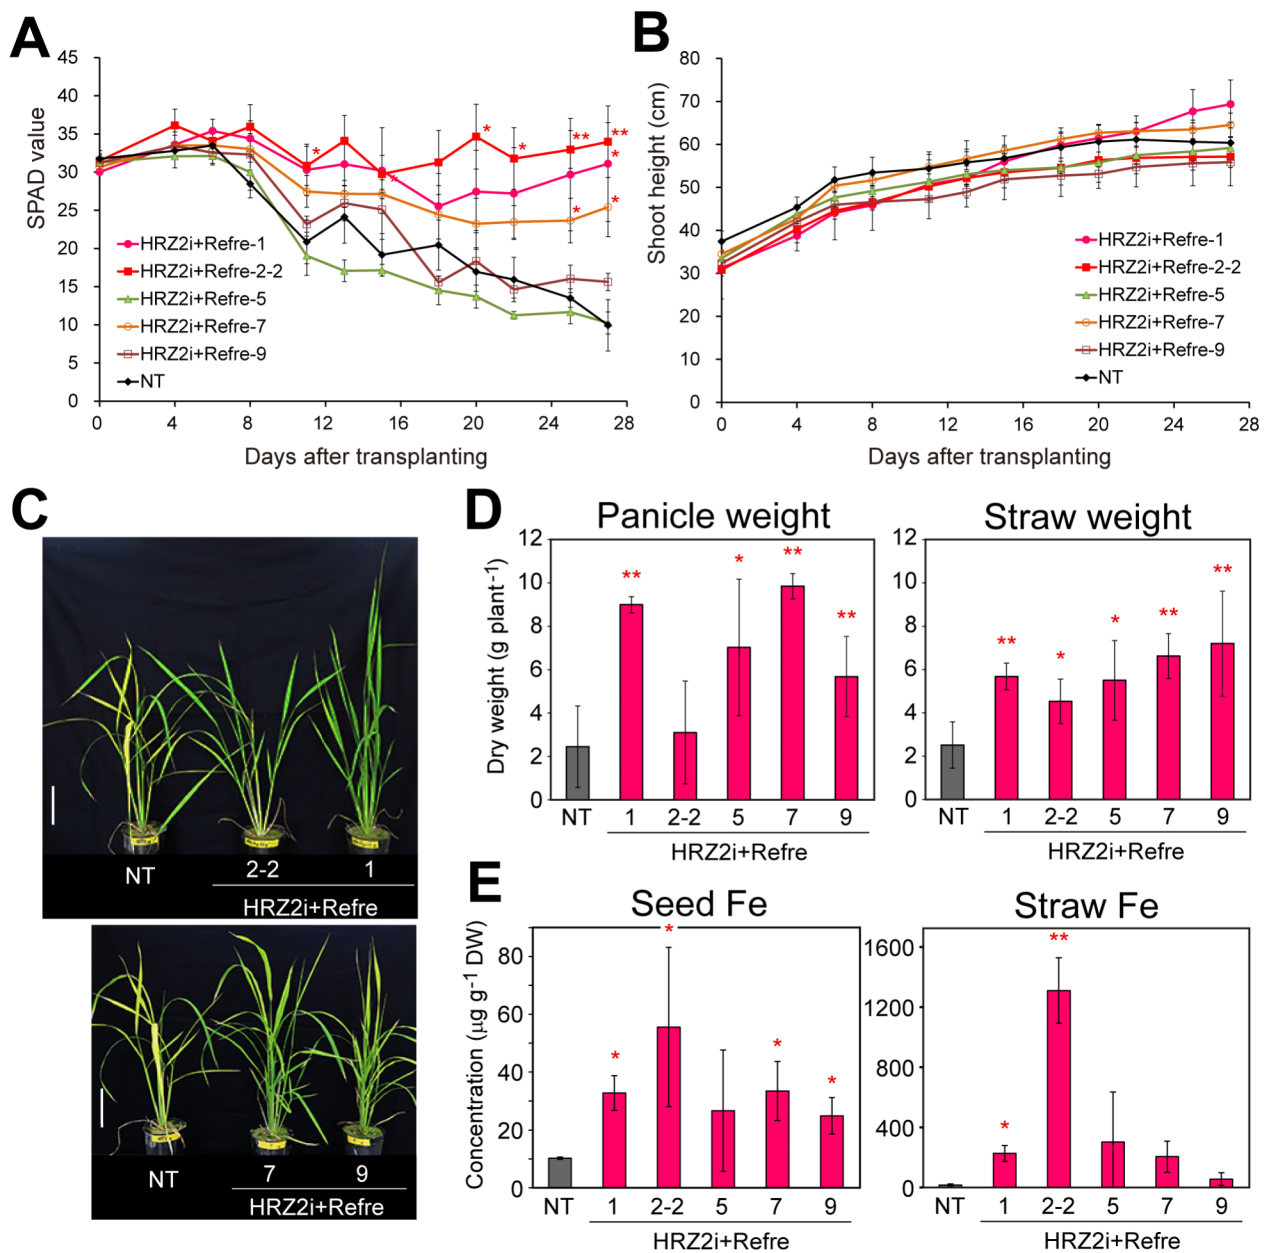 A
SPAD value
45
40
35
30
25
20
15
10
5
0
0 4 8 12 16 20 24 28
Days after transplanting
HRZ2i+Refre-1
HRZ2i+Refre-2-2
HRZ2i+Refre-5
HRZ2i+Refre-7
HRZ2i+Refre-9
NT
* * * * ** ** * * *
B
Shoot height (cm)
80
70
60
50
40
30
20
10
0
0 4 8 12 16 20 24 28
Days after transplanting
HRZ2i+Refre-1
HRZ2i+Refre-2-2
HRZ2i+Refre-5
HRZ2i+Refre-7
HRZ2i+Refre-9
NT
C
NT 2-2 1
HRZ2i+Refre
NT 7 9
HRZ2i+Refre
D
Panicle weight
Dry weight (g plant⁻¹)
12
10
8
6
4
2
0
** * ** **
NT 1 2-2 5 7 9
HRZ2i+Refre
Straw weight
12
10
8
6
4
2
0
** * * ** **
NT 1 2-2 5 7 9
HRZ2i+Refre
E
Seed Fe
Concentration (µg g⁻¹ DW)
80
60
40
20
0
* * * *
NT 1 2-2 5 7 9
HRZ2i+Refre
Straw Fe
1600
1200
800
400
0
* **
NT 1 2-2 5 7 9
HRZ2i+Refre